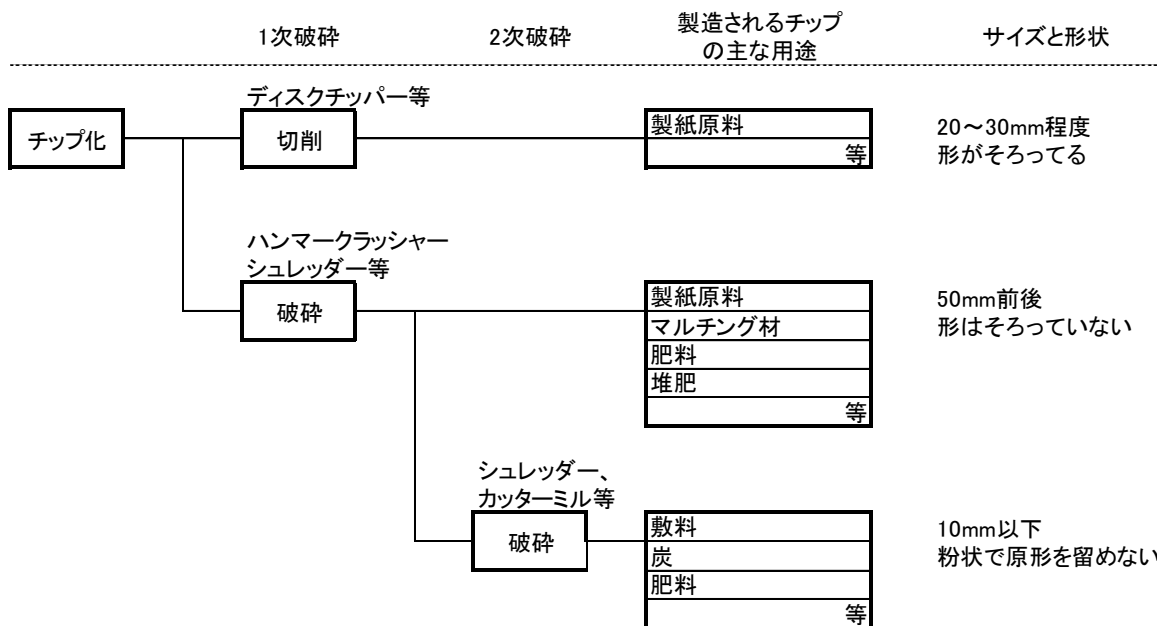 1次破砕
2次破砕
製造されるチップ
の主な用途
サイズと形状
チップ化
ディスクチッパー等
切削
製紙原料
等
20～30mm程度
形がそろってる
ハンマークラッシャー
シュレッダー等
破砕
製紙原料
マルチング材
肥料
堆肥
等
50mm前後
形はそろっていない
シュレッダー、
カッターミル等
破砕
敷料
炭
肥料
等
10mm以下
粉状で原形を留めない